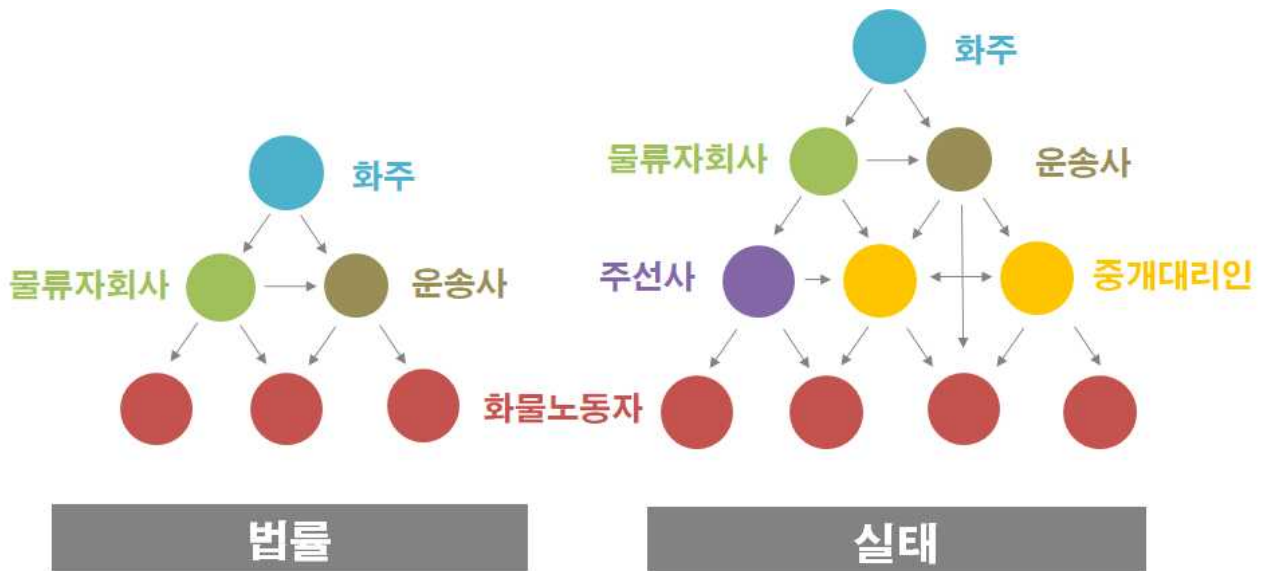 화주
물류자회사
운송사
화물노동자
법률
화주
물류자회사
운송사
주선사
중개대리인
실태